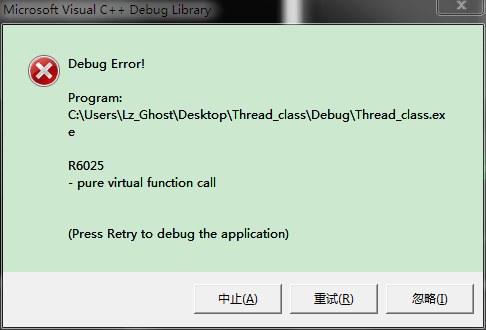 Microsoft Visual C++ Debug Library
Debug Error!
Program:
C:\Users\Lz_Ghost\Desktop\Thread_class\Debug\Thread_class.ex
e
R6025
- pure virtual function call
(Press Retry to debug the application)
中止(A)
重试(R)
忽略(I)